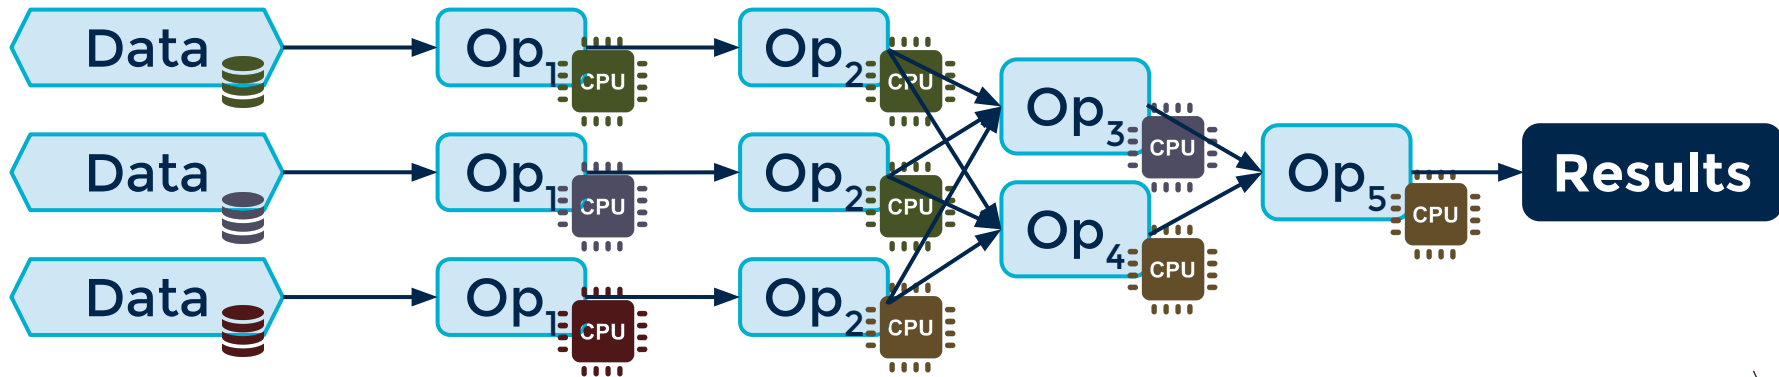 Data
Op1
CPU
Op2
CPU
Data
Op1
CPU
Op2
CPU
Data
Op1
CPU
Op2
CPU
Op3
CPU
Op4
CPU
Op5
CPU
Results